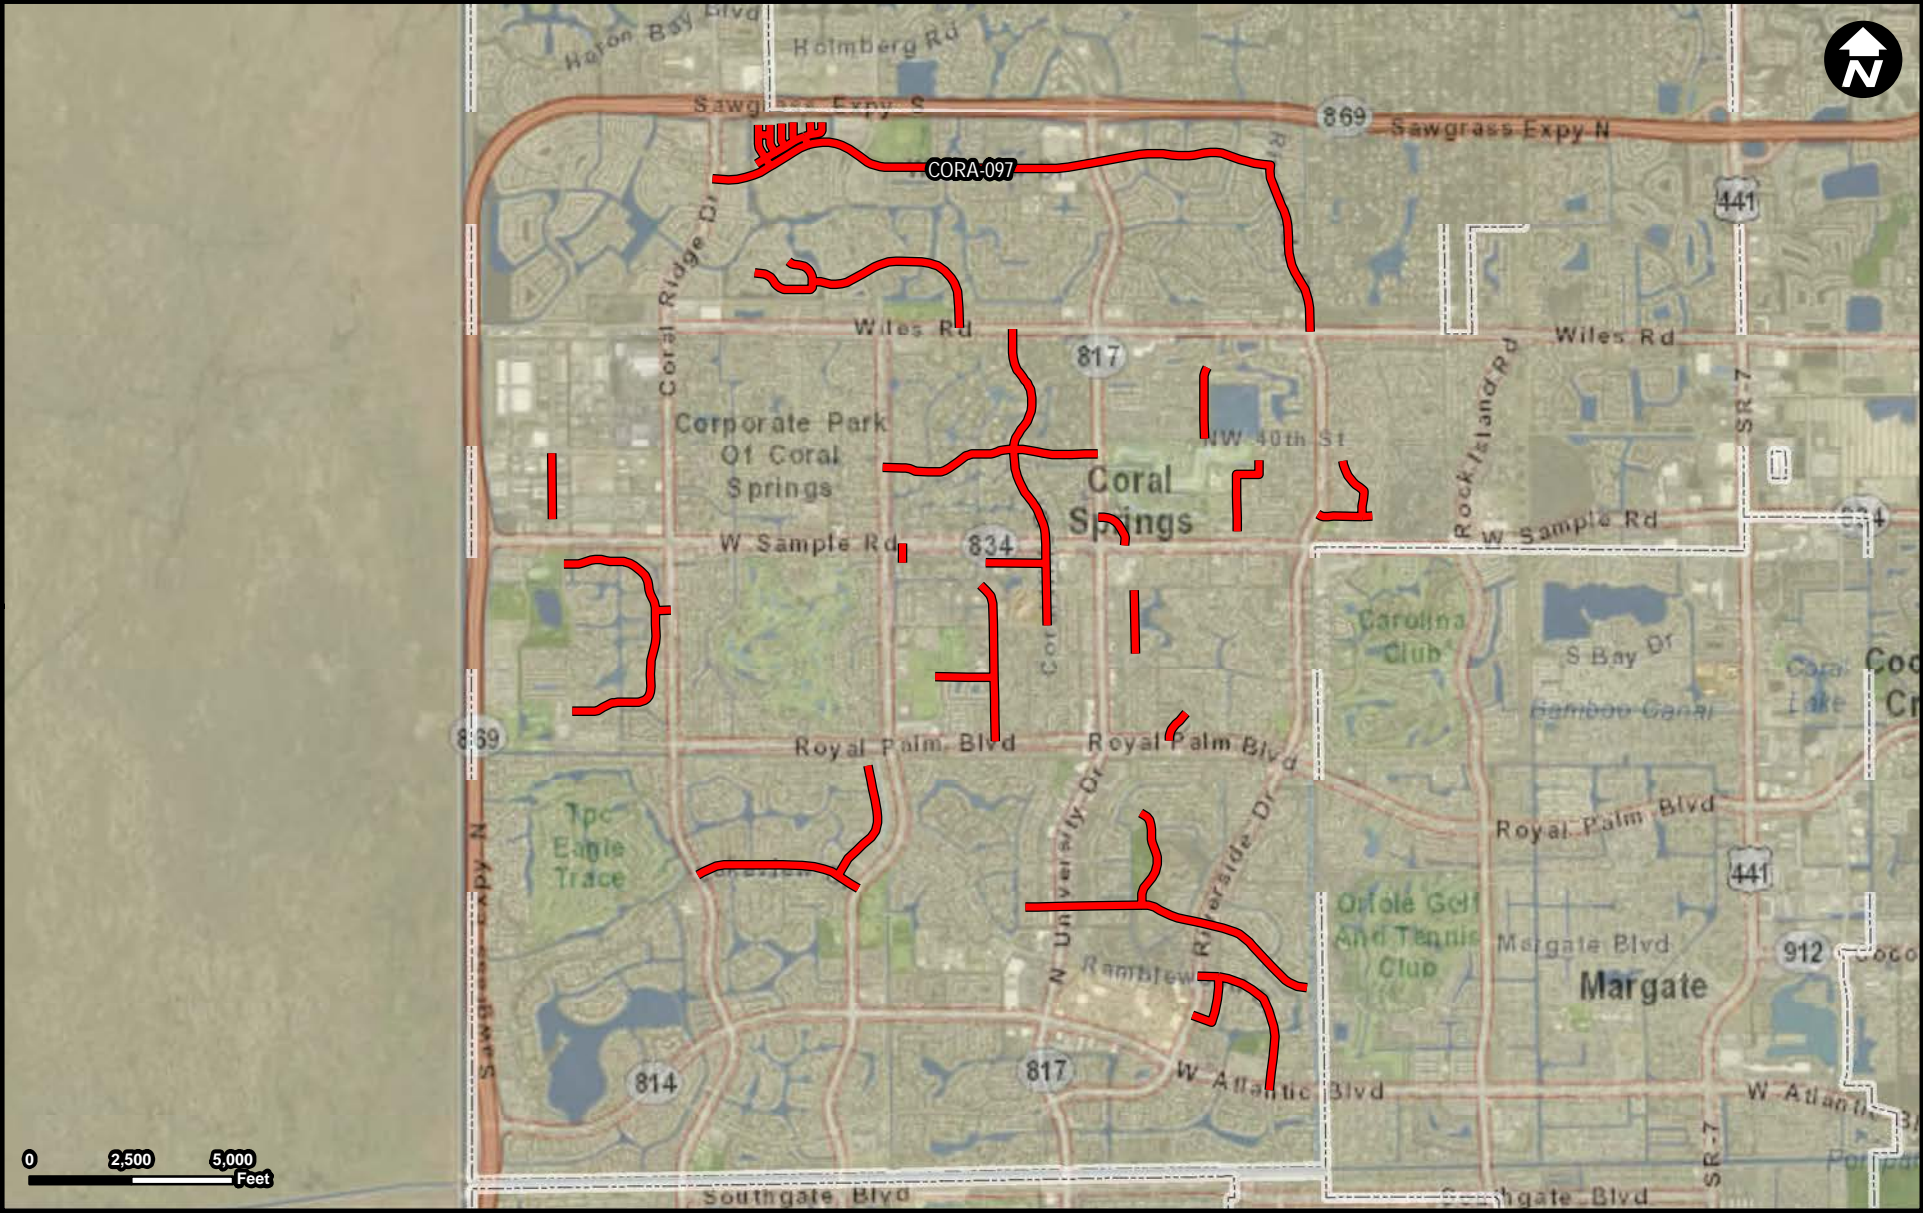 Heron Bay Blvd
Holmberg Rd
N
Sawgrass Expy S
869
Sawgrass Expy N
CORA-097
441
Coral Ridge Dr
Wiles Rd
817
Wiles Rd
SR-7
Rock Island Rd
Corporate Park
Of Coral
Springs
NW 40th St
Coral
Springs
W Sample Rd
834
W Sample Rd
834
Carolina
Club
S Bay Dr
Bamboo Canal
Coral
Lake
869
Royal Palm Blvd
Royal Palm Blvd
Royal Palm Blvd
Tpc
Eagle
Trace
N University Dr
Riverside Dr
441
Oriole Golf
And Tennis
Club
Margate Blvd
912
Margate
Sawgrass Expy N
814
817
W Atlantic Blvd
W Atlantic
SR-7
0 2,500 5,000
Feet
Southgate Blvd
Southgate Blvd